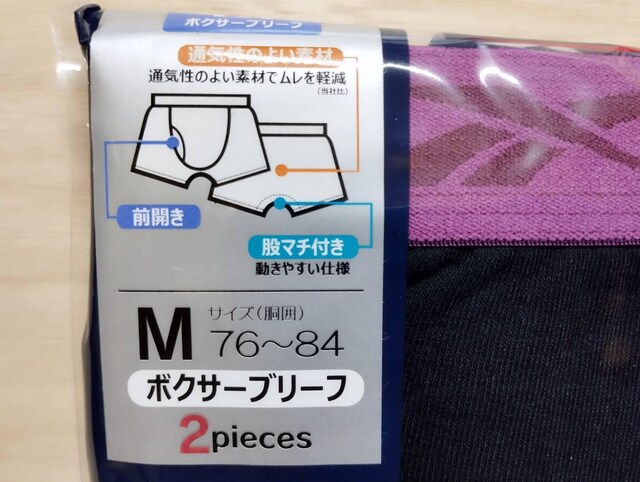 ボクサーブリーフ
通気性のよい素材
通気性のよい素材でムレを軽減
(当社比)
前開き
股マチ付き
動きやすい仕様
M サイズ(胴囲)
76~84
ボクサーブリーフ
2pieces